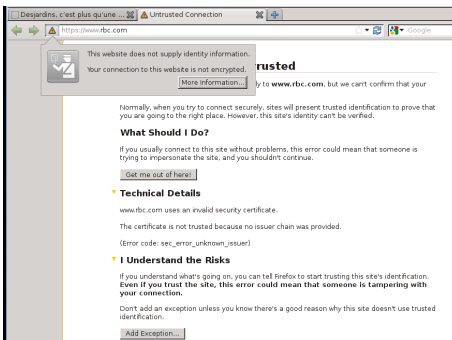 Desjardins, c'est plus qu'une ...
Untrusted Connection
https://www.rbc.com
Google
This website does not supply identity information.
Your connection to this website is not encrypted.
More Information...
rusted
ly to www.rbc.com, but we can't confirm that your
Normally, when you try to connect securely, sites will present trusted identification to prove that
you are going to the right place. However, this site's identity can't be verified.
What Should I Do?
If you usually connect to this site without problems, this error could mean that someone is
trying to impersonate the site, and you shouldn't continue.
Get me out of here!
Technical Details
www.rbc.com uses an invalid security certificate.
The certificate is not trusted because no issuer chain was provided.
(Error code: sec_error_unknown_issuer)
I Understand the Risks
If you understand what's going on, you can tell Firefox to start trusting this site's identification.
Even if you trust the site, this error could mean that someone is tampering with
your connection.
Don't add an exception unless you know there's a good reason why this site doesn't use trusted
identification.
Add Exception...